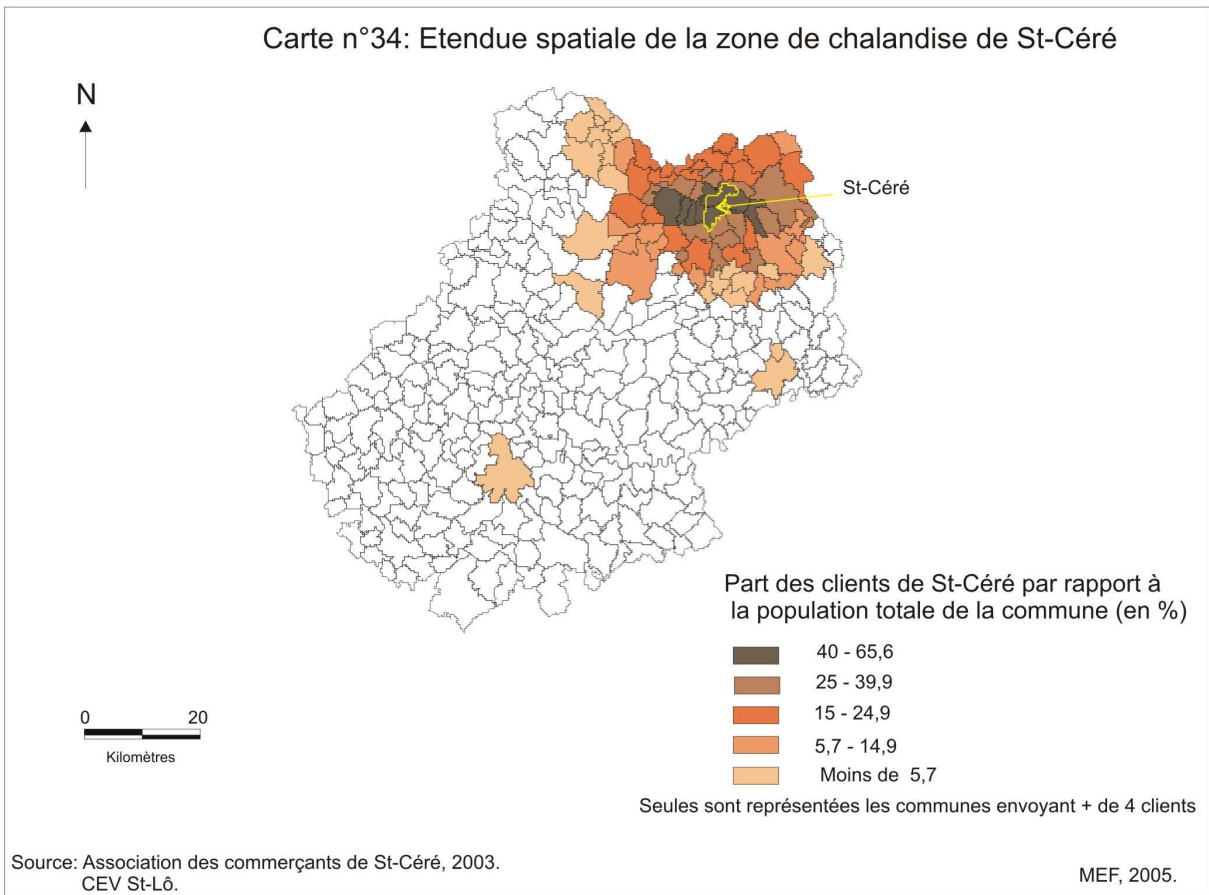 Carte n°34: Etendue spatiale de la zone de chalandise de St-Céré
N
St-Céré
Part des clients de St-Céré par rapport à
la population totale de la commune (en %)
40 - 65,6
25 - 39,9
15 - 24,9
5,7 - 14,9
Moins de 5,7
Seules sont représentées les communes envoyant + de 4 clients
0 20
Kilomètres
Source: Association des commerçants de St-Céré, 2003.
CEV St-Lô.
MEF, 2005.